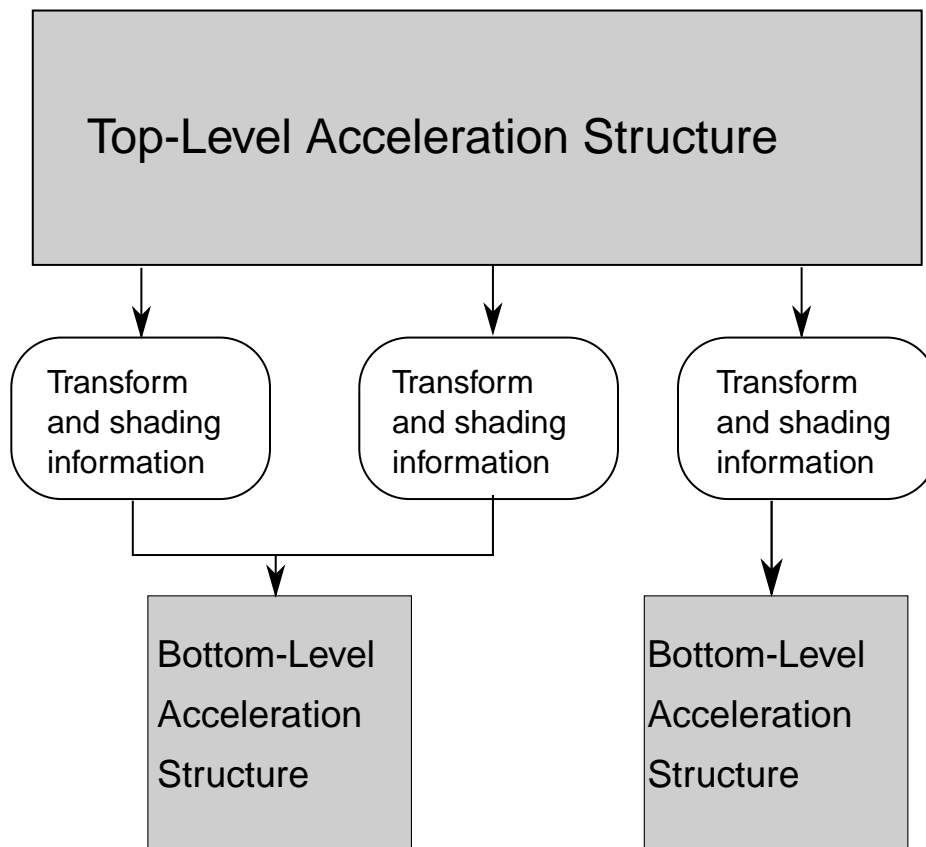 Top-Level Acceleration Structure
Transform
and shading
information
Transform
and shading
information
Transform
and shading
information
Bottom-Level
Acceleration
Structure
Bottom-Level
Acceleration
Structure